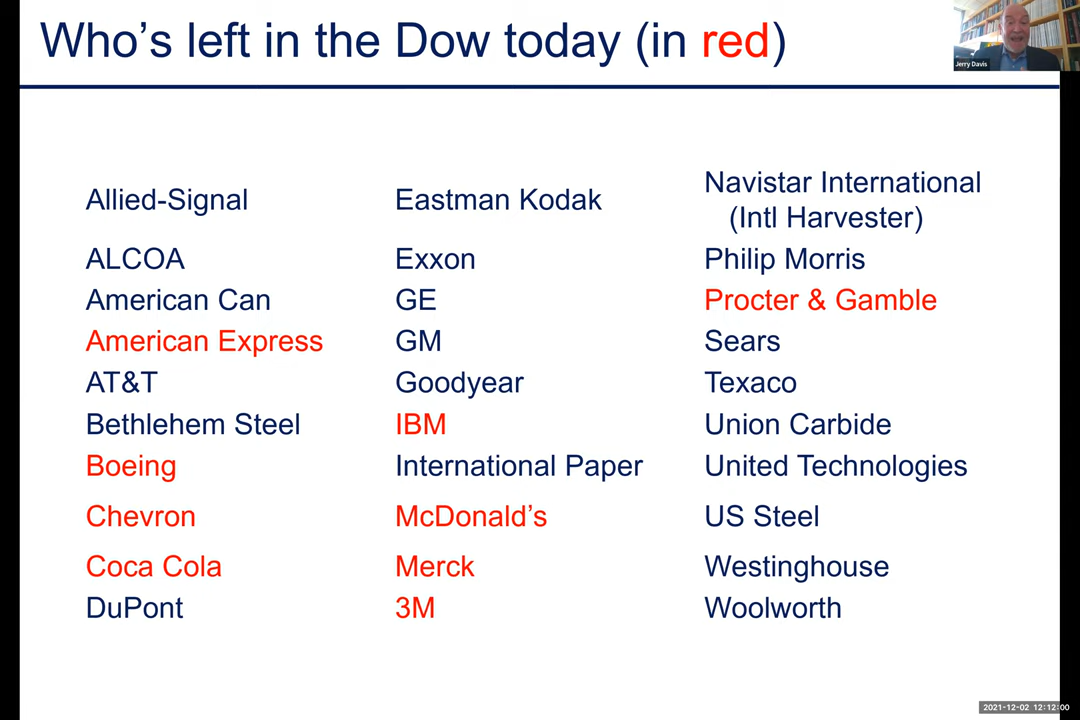 Who's left in the Dow today (in red)
Jerry Davis
Allied-Signal
ALCOA
American Can
American Express
AT&T
Bethlehem Steel
Boeing
Chevron
Coca Cola
DuPont
Eastman Kodak
Exxon
GE
GM
Goodyear
IBM
International Paper
McDonald's
Merck
3M
Navistar International
(Intl Harvester)
Philip Morris
Procter & Gamble
Sears
Texaco
Union Carbide
United Technologies
US Steel
Westinghouse
Woolworth
2021-12-02 12:12:00